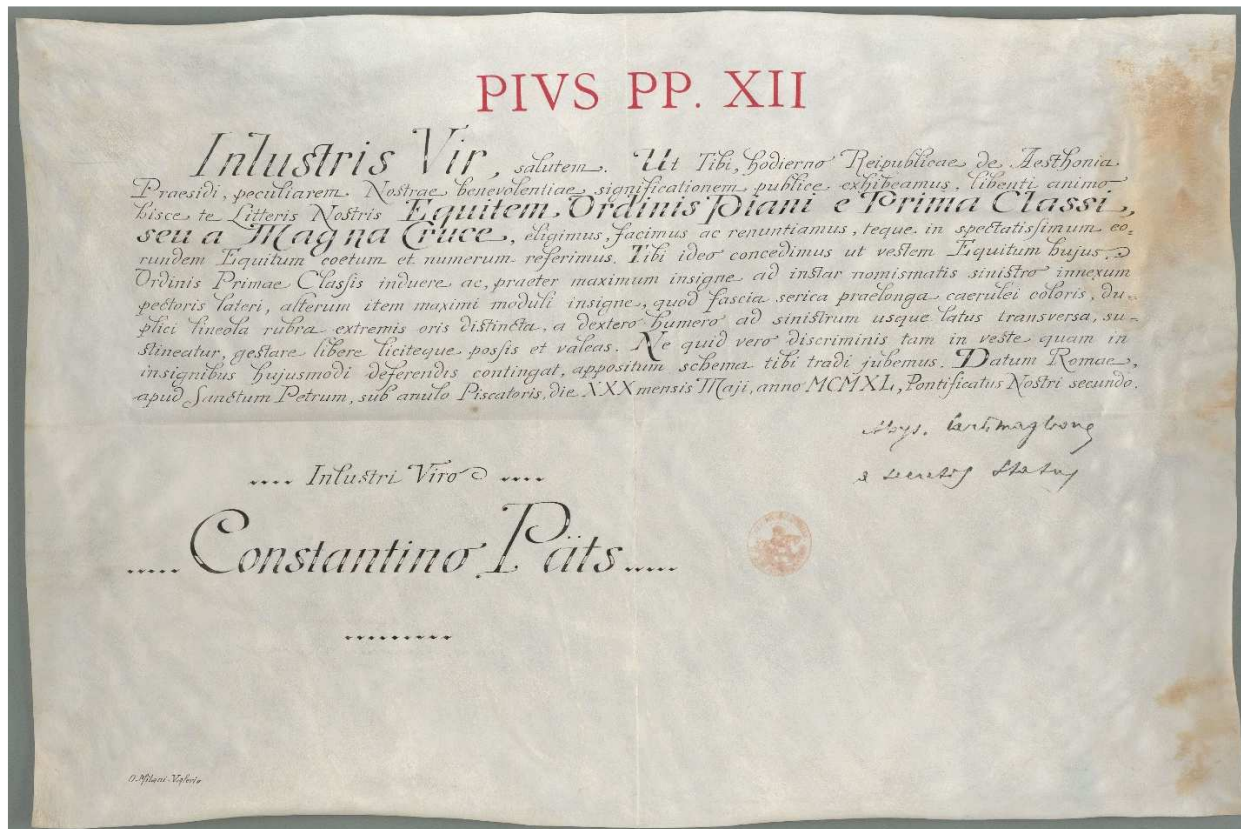 PIVS PP. XII
Inlustris Vir, salutem. Ut Tibi, hodierno Reipublicae de Aesthonia
Praesidi, peculiarem Nostrae benevolentiae significationem publice exhibeamus, libenti animo
hisce te Litteris Nostris Equitem Ordinis Piani e Prima Classi,
seu a Magna Cruce, eligimus, facimus ac renuntiamus, teque in spectatissimum eo=
rundem Equitum coetum et numerum referimus. Tibi ideo concedimus ut vestem Equitum hujus
Ordinis Primae Classis induere ac, praeter maximum insigne ad instar nomismatis sinistro innexum
pectoris lateri, alterum item maximi moduli insigne, quod fascia serica praelonga caerulei coloris, du=
plici lineola rubra extremis oris distincta, a dextero humero ad sinistrum usque latus transversa, su=
stineatur, gestare libere liciteque possis et valeas. Ne quid vero discriminis tam in veste quam in
insignibus hujusmodi deferendis contingat, appositum schema tibi tradi jubemus. Datum Romae,
apud Sanctum Petrum, sub anulo Piscatoris, die XXX mensis Maji, anno MCMXL, Pontificatus Nostri secundo.
Aloys. Card. Maglione
a secretis Status
Inlustri Viro
Constantino Päts